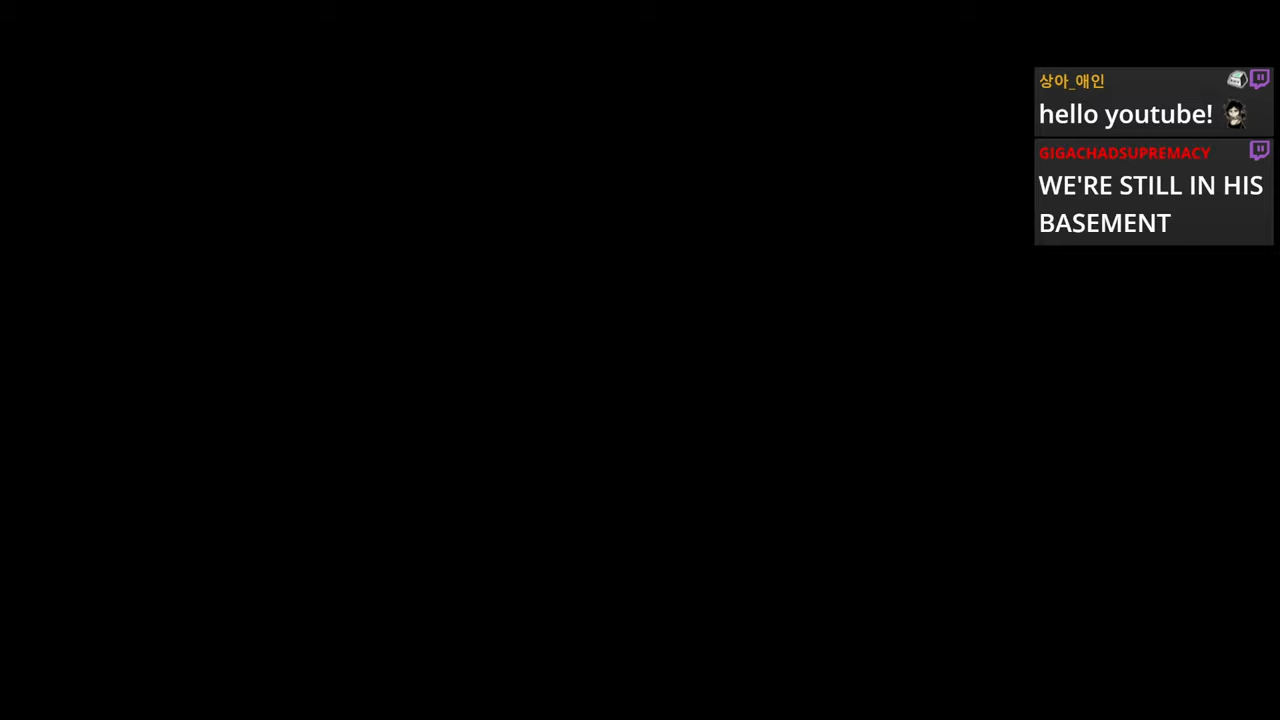 상아_애인
hello youtube!
GIGACHADSUPREMACY
WE'RE STILL IN HIS
BASEMENT